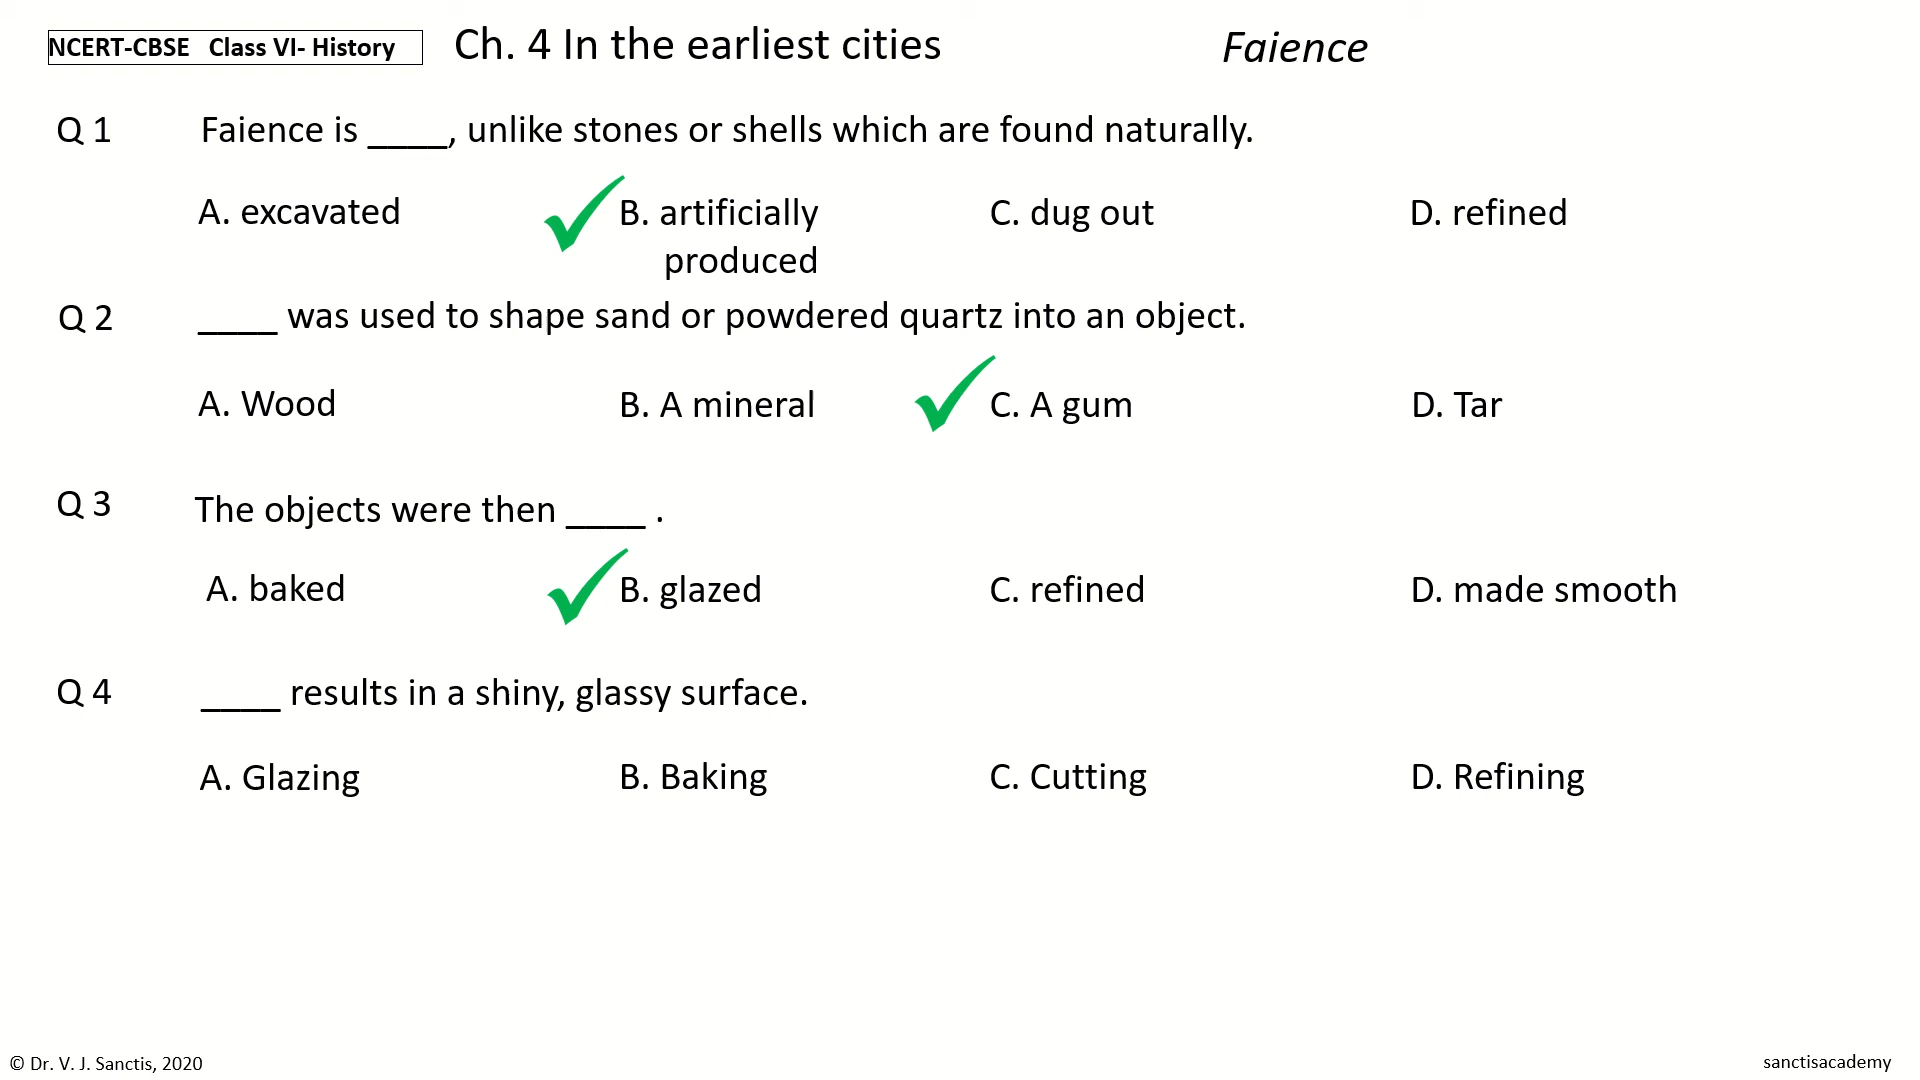 NCERT-CBSE Class VI- History Ch. 4 In the earliest cities Faience
Q 1 Faience is ____, unlike stones or shells which are found naturally.
A. excavated B. artificially C. dug out D. refined
produced
Q 2 ____ was used to shape sand or powdered quartz into an object.
A. Wood B. A mineral C. A gum D. Tar
Q 3 The objects were then ____ .
A. baked B. glazed C. refined D. made smooth
Q 4 ____ results in a shiny, glassy surface.
A. Glazing B. Baking C. Cutting D. Refining
© Dr. V. J. Sanctis, 2020 sanctisacademy